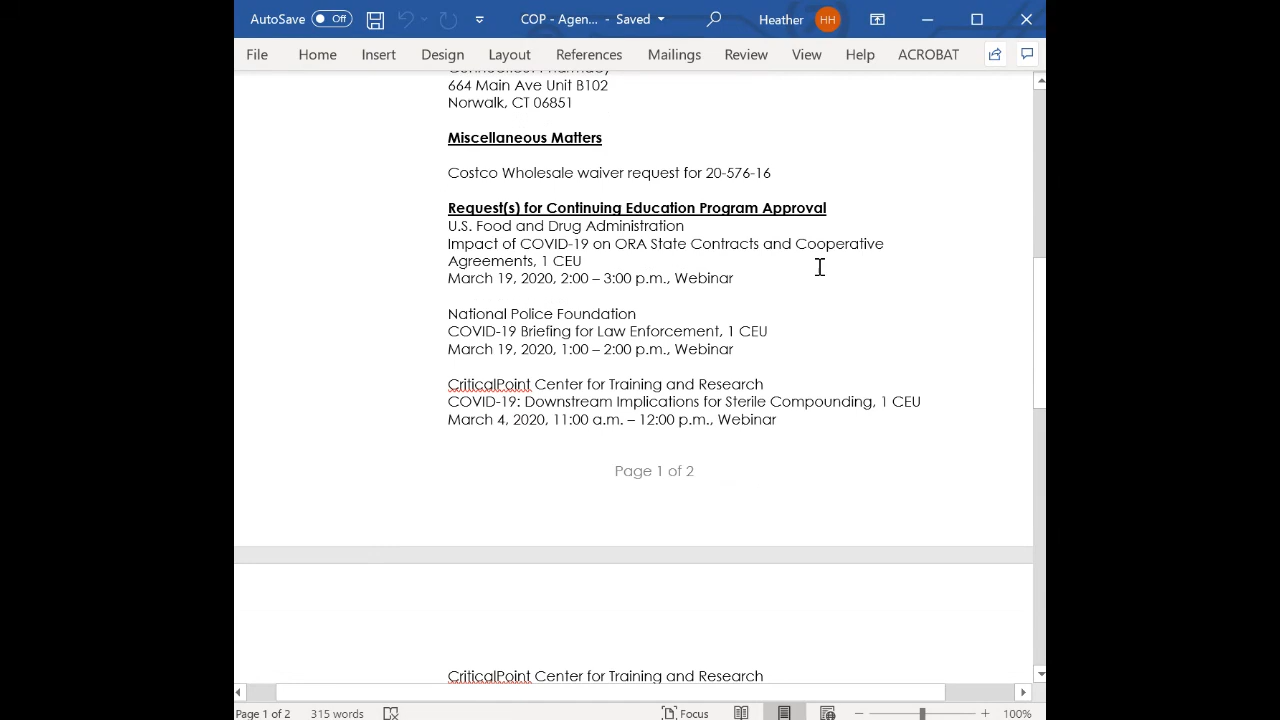 AutoSave Off COP - Agen... - Saved Heather HH
File Home Insert Design Layout References Mailings Review View Help ACROBAT
664 Main Ave Unit B102
Norwalk, CT 06851
Miscellaneous Matters
Costco Wholesale waiver request for 20-576-16
Request(s) for Continuing Education Program Approval
U.S. Food and Drug Administration
Impact of COVID-19 on ORA State Contracts and Cooperative
Agreements, 1 CEU
March 19, 2020, 2:00 – 3:00 p.m., Webinar
National Police Foundation
COVID-19 Briefing for Law Enforcement, 1 CEU
March 19, 2020, 1:00 – 2:00 p.m., Webinar
CriticalPoint Center for Training and Research
COVID-19: Downstream Implications for Sterile Compounding, 1 CEU
March 4, 2020, 11:00 a.m. – 12:00 p.m., Webinar
Page 1 of 2
CriticalPoint Center for Training and Research
Page 1 of 2 315 words Focus 100%